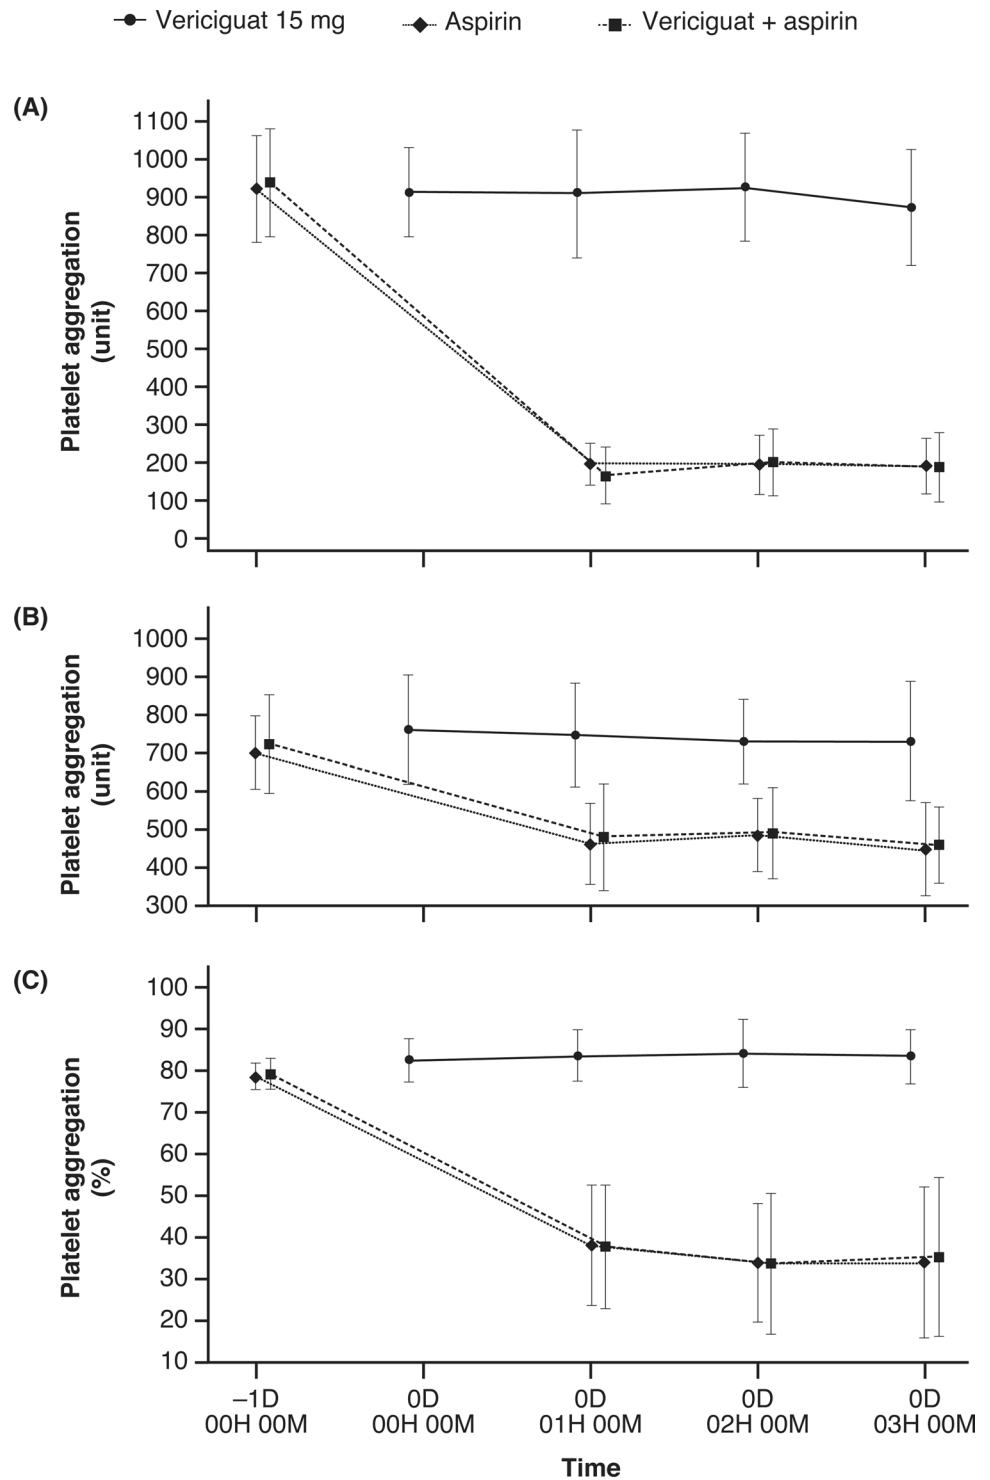 Vericiguat 15 mg Aspirin Vericiguat + aspirin
(A)
Platelet aggregation
(unit)
1100
1000
900
800
700
600
500
400
300
200
100
0
(B)
Platelet aggregation
(unit)
1000
900
800
700
600
500
400
300
(C)
Platelet aggregation
(%)
100
90
80
70
60
50
40
30
20
10
–1D 0D 0D 0D 0D
00H 00M 00H 00M 01H 00M 02H 00M 03H 00M
Time